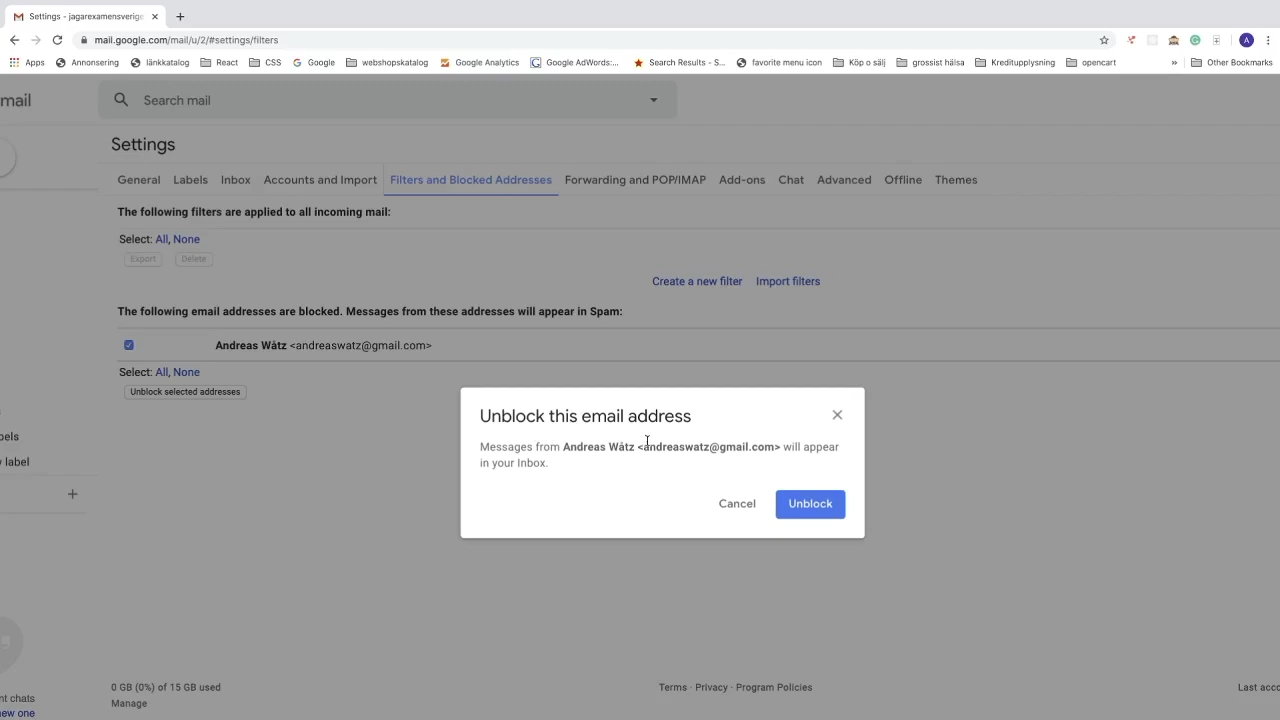 Settings - jagarexamensverige
mail.google.com/mail/u/2/#settings/filters
Apps Annonsering länkkatalog React CSS Google webshopskatalog Google Analytics Google AdWords:... Search Results - S... favorite menu icon Köp o sälj grossist hälsa Kreditupplysning opencart » Other Bookmarks
mail Search mail
Settings
General Labels Inbox Accounts and Import Filters and Blocked Addresses Forwarding and POP/IMAP Add-ons Chat Advanced Offline Themes
The following filters are applied to all incoming mail:
Select: All, None
Export Delete
Create a new filter Import filters
The following email addresses are blocked. Messages from these addresses will appear in Spam:
Andreas Wåtz <andreaswatz@gmail.com>
Select: All, None
Unblock selected addresses
Unblock this email address
Messages from Andreas Wåtz <andreaswatz@gmail.com> will appear
in your Inbox.
Cancel Unblock
bels
label
0 GB (0%) of 15 GB used
Manage
Terms · Privacy · Program Policies
Last acco
nt chats
new one
A